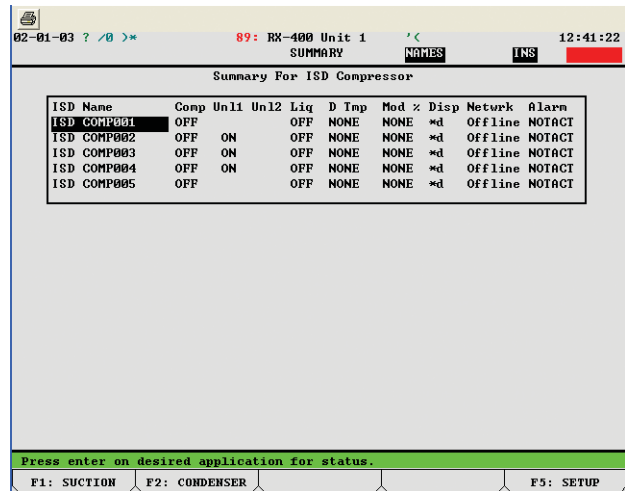 02-01-03 ? /0 )* 89: RX-400 Unit 1 '< 12:41:22
SUMMARY NAMES INS
Summary For ISD Compressor
ISD Name Comp Unl1 Unl2 Liq D Tmp Mod % Disp Netwrk Alarm
ISD COMP001 OFF OFF NONE NONE *d Offline NOTACT
ISD COMP002 OFF ON OFF NONE NONE *d Offline NOTACT
ISD COMP003 OFF ON OFF NONE NONE *d Offline NOTACT
ISD COMP004 OFF ON OFF NONE NONE *d Offline NOTACT
ISD COMP005 OFF OFF NONE NONE *d Offline NOTACT
Press enter on desired application for status.
F1: SUCTION F2: CONDENSER F5: SETUP